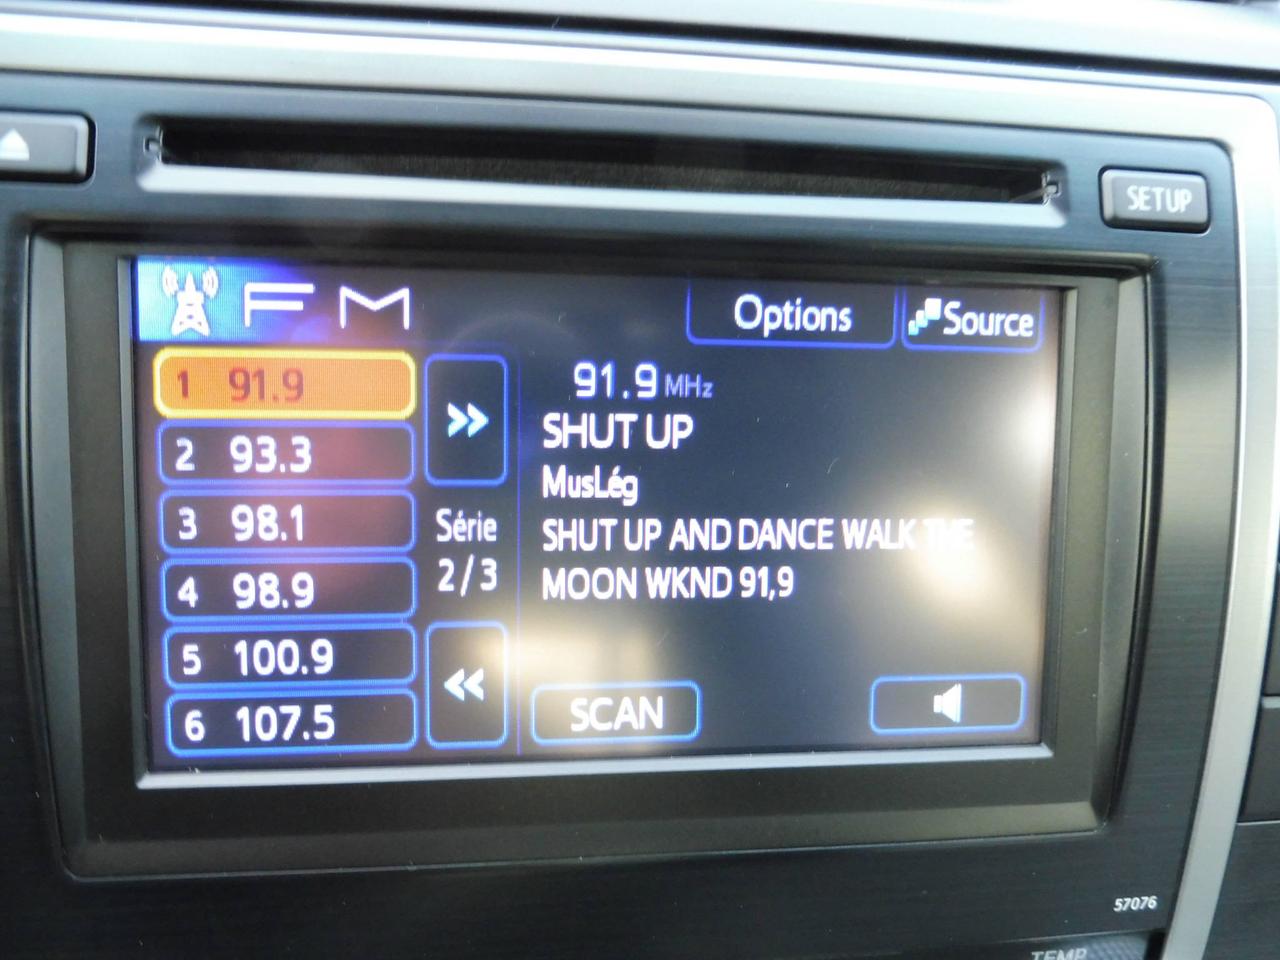 SETUP
FM
Options
Source
1 91.9
2 93.3
3 98.1
4 98.9
5 100.9
6 107.5
Série
2/3
91.9 MHz
SHUT UP
MusLég
SHUT UP AND DANCE WALK THE
MOON WKND 91,9
SCAN
57076
TEMP